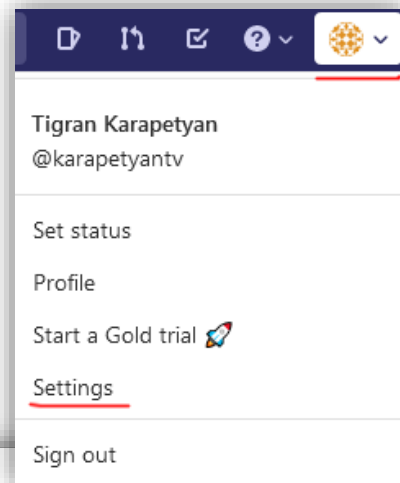 Tigran Karapetyan
@karapetyantv
Set status
Profile
Start a Gold trial 🚀
Settings
Sign out